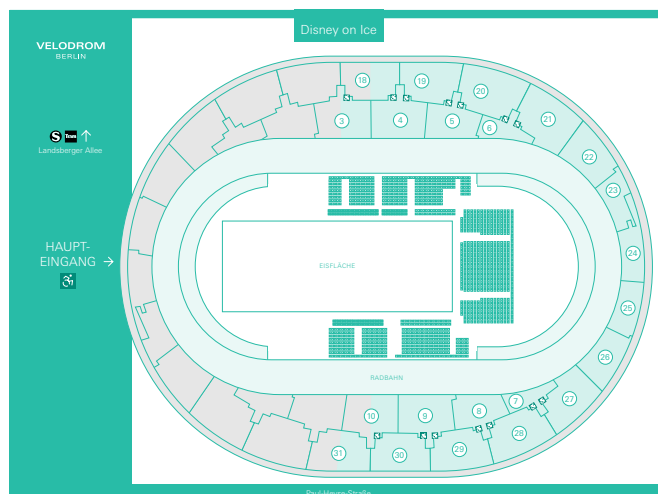 Disney on Ice
VELODROM
BERLIN
S Tram
Landsberger Allee
HAUPT-
EINGANG
18
19
20
21
22
23
24
25
26
27
28
29
30
31
3
4
5
6
7
8
9
10
EISFLÄCHE
RADBAHN
Paul-Heyse-Straße